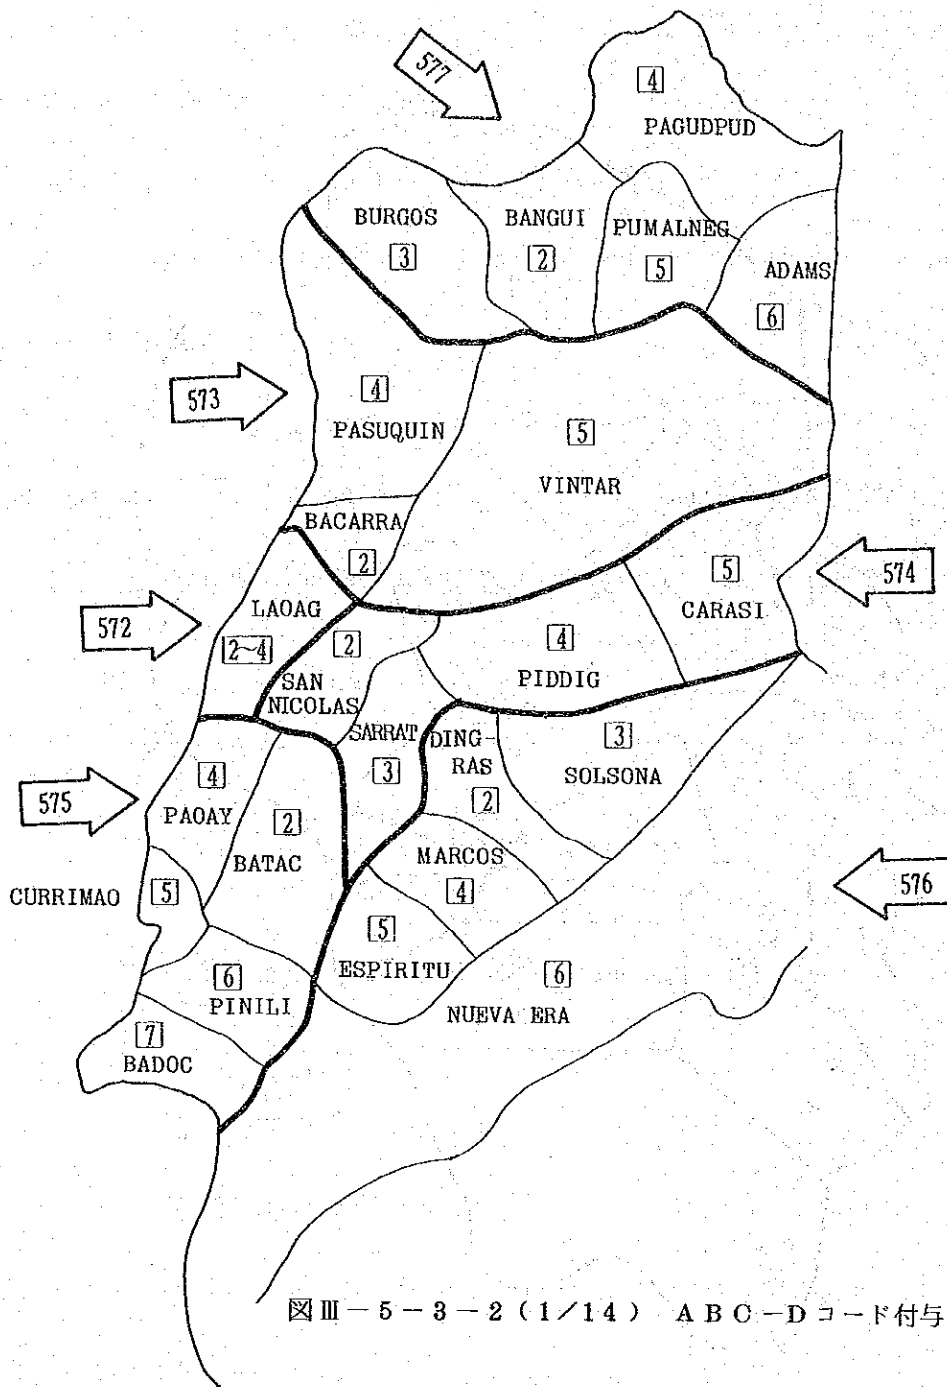 577
4
PAGUDPUD
BURGOS
3
BANGUI
2
PUMALNEG
5
ADAMS
6
573
4
PASUQUIN
5
VINTAR
BACARRA
2
574
5
CARASI
572
LAOAG
2~4
2
SAN
NICOLAS
4
PIDDIG
SARRAT
3
DING-
RAS
2
3
SOLSONA
575
4
PAOAY
2
BATAC
MARCOS
4
576
CURRIMAO
5
5
ESPIRITU
6
PINILI
6
NUEVA ERA
7
BADOC
図Ⅲ-5-3-2(1/14) ABC-Dコード付与